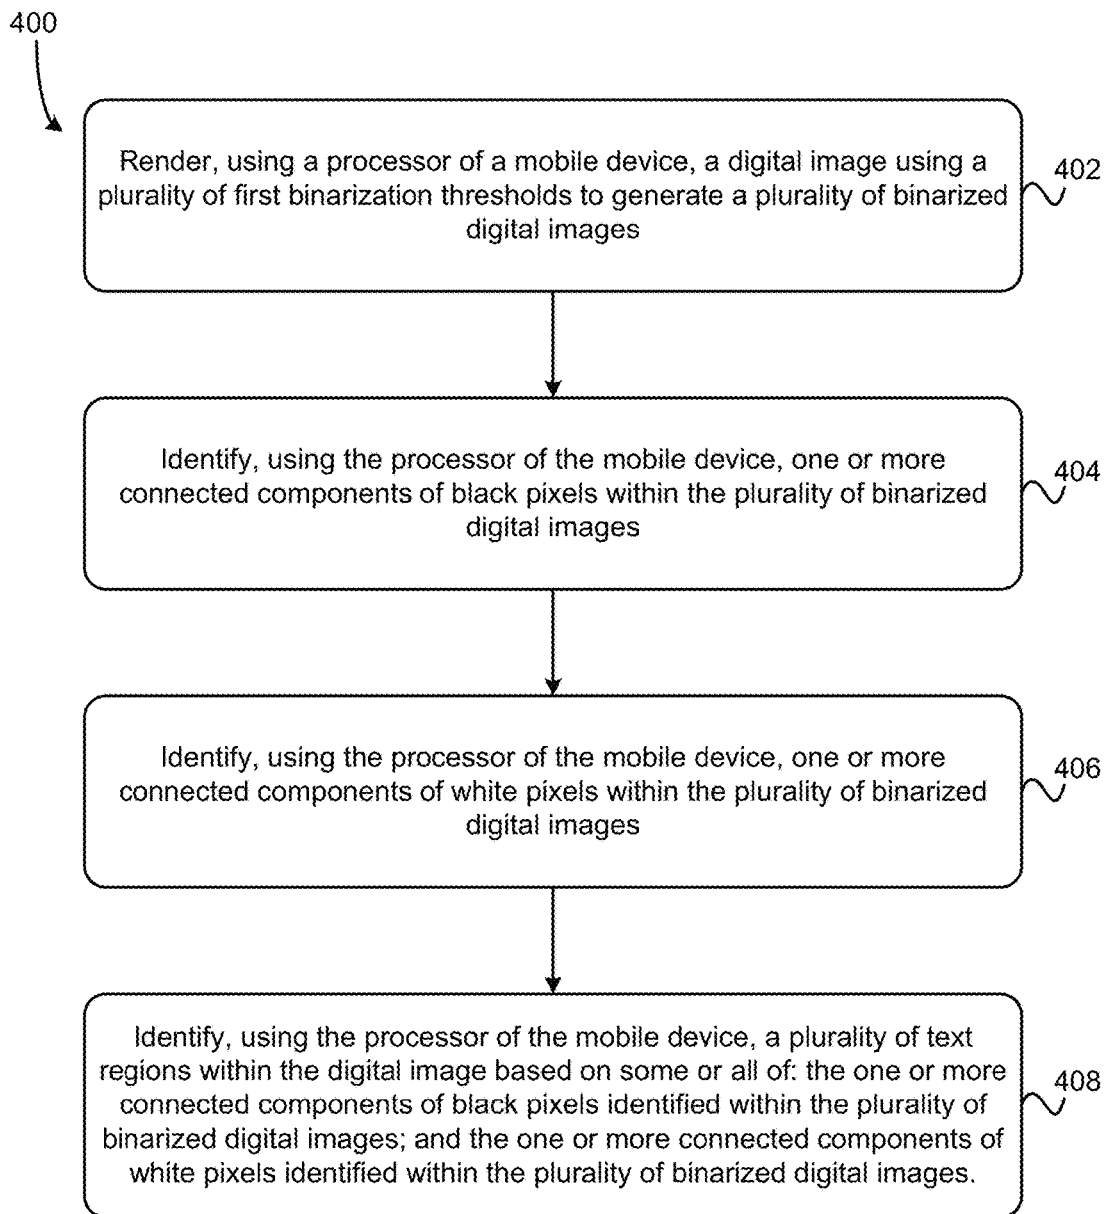 400
Render, using a processor of a mobile device, a digital image using a
plurality of first binarization thresholds to generate a plurality of binarized
digital images
402
Identify, using the processor of the mobile device, one or more
connected components of black pixels within the plurality of binarized
digital images
404
Identify, using the processor of the mobile device, one or more
connected components of white pixels within the plurality of binarized
digital images
406
Identify, using the processor of the mobile device, a plurality of text
regions within the digital image based on some or all of: the one or more
connected components of black pixels identified within the plurality of
binarized digital images; and the one or more connected components of
white pixels identified within the plurality of binarized digital images.
408